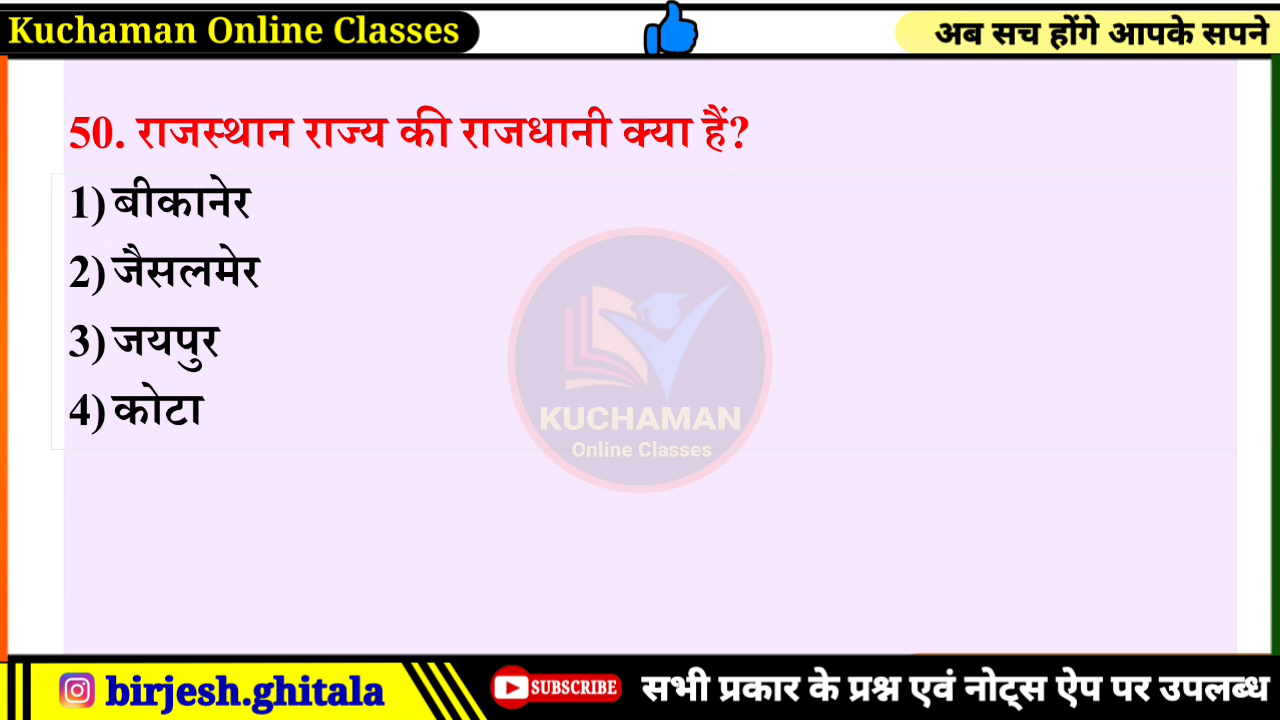 Kuchaman Online Classes
अब सच होंगे आपके सपने
50. राजस्थान राज्य की राजधानी क्या हैं?
1) बीकानेर
2) जैसलमेर
3) जयपुर
4) कोटा
KUCHAMAN
Online Classes
birjesh.ghitala
SUBSCRIBE
सभी प्रकार के प्रश्न एवं नोट्स ऐप पर उपलब्ध